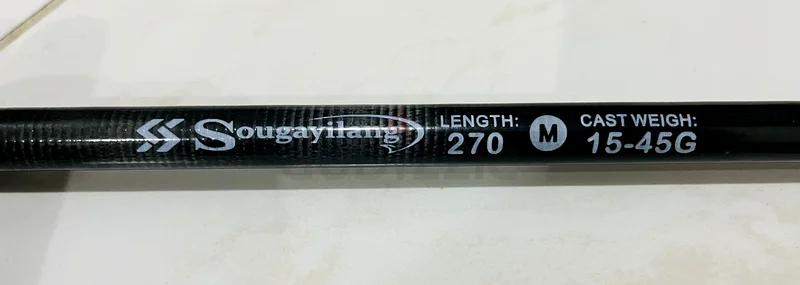 Sougayilang
LENGTH:
270
M
CAST WEIGH:
15-45G